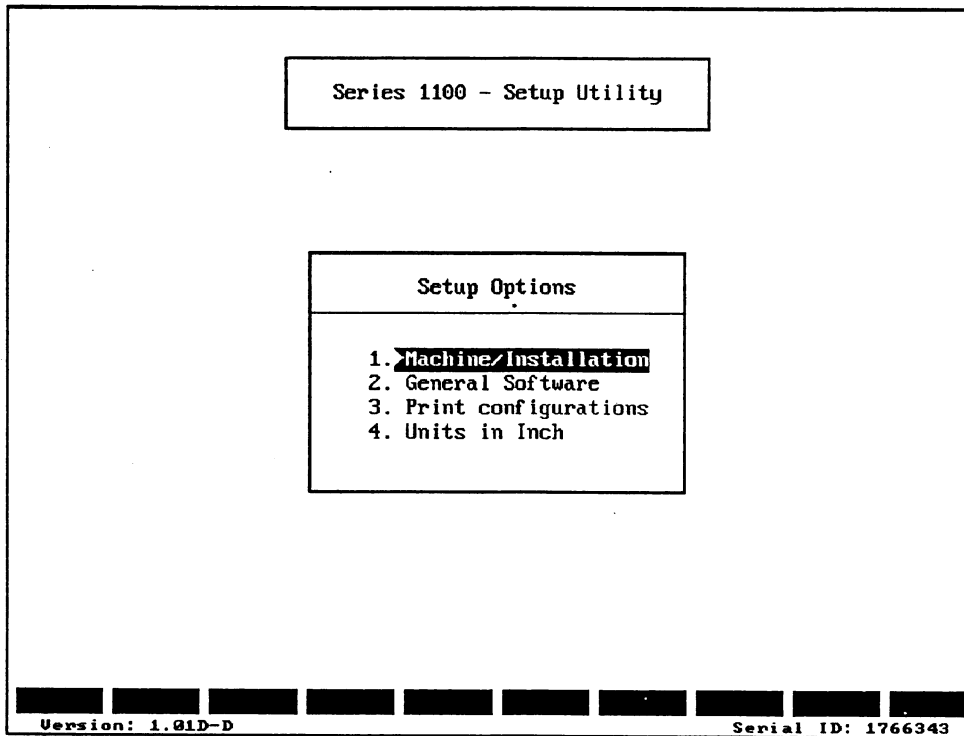 Series 1100 - Setup Utility
Setup Options
1. >Machine/Installation
2. General Software
3. Print configurations
4. Units in Inch
Version: 1.01D-D
Serial ID: 1766343